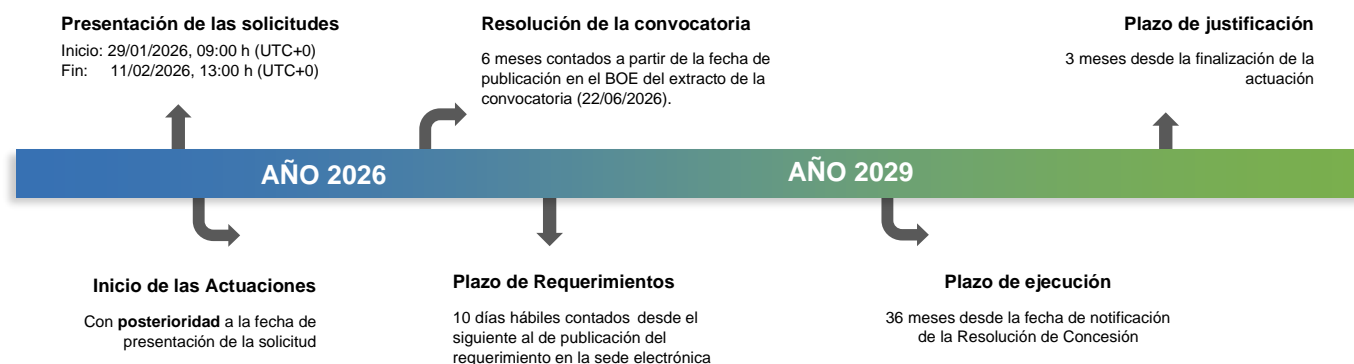 Presentación de las solicitudes
Inicio: 29/01/2026, 09:00 h (UTC+0)
Fin: 11/02/2026, 13:00 h (UTC+0)
Resolución de la convocatoria
6 meses contados a partir de la fecha de
publicación en el BOE del extracto de la
convocatoria (22/06/2026).
Plazo de justificación
3 meses desde la finalización de la
actuación
AÑO 2026
AÑO 2029
Inicio de las Actuaciones
Con posterioridad a la fecha de
presentación de la solicitud
Plazo de Requerimientos
10 días hábiles contados desde el
siguiente al de publicación del
requerimiento en la sede electrónica
Plazo de ejecución
36 meses desde la fecha de notificación
de la Resolución de Concesión